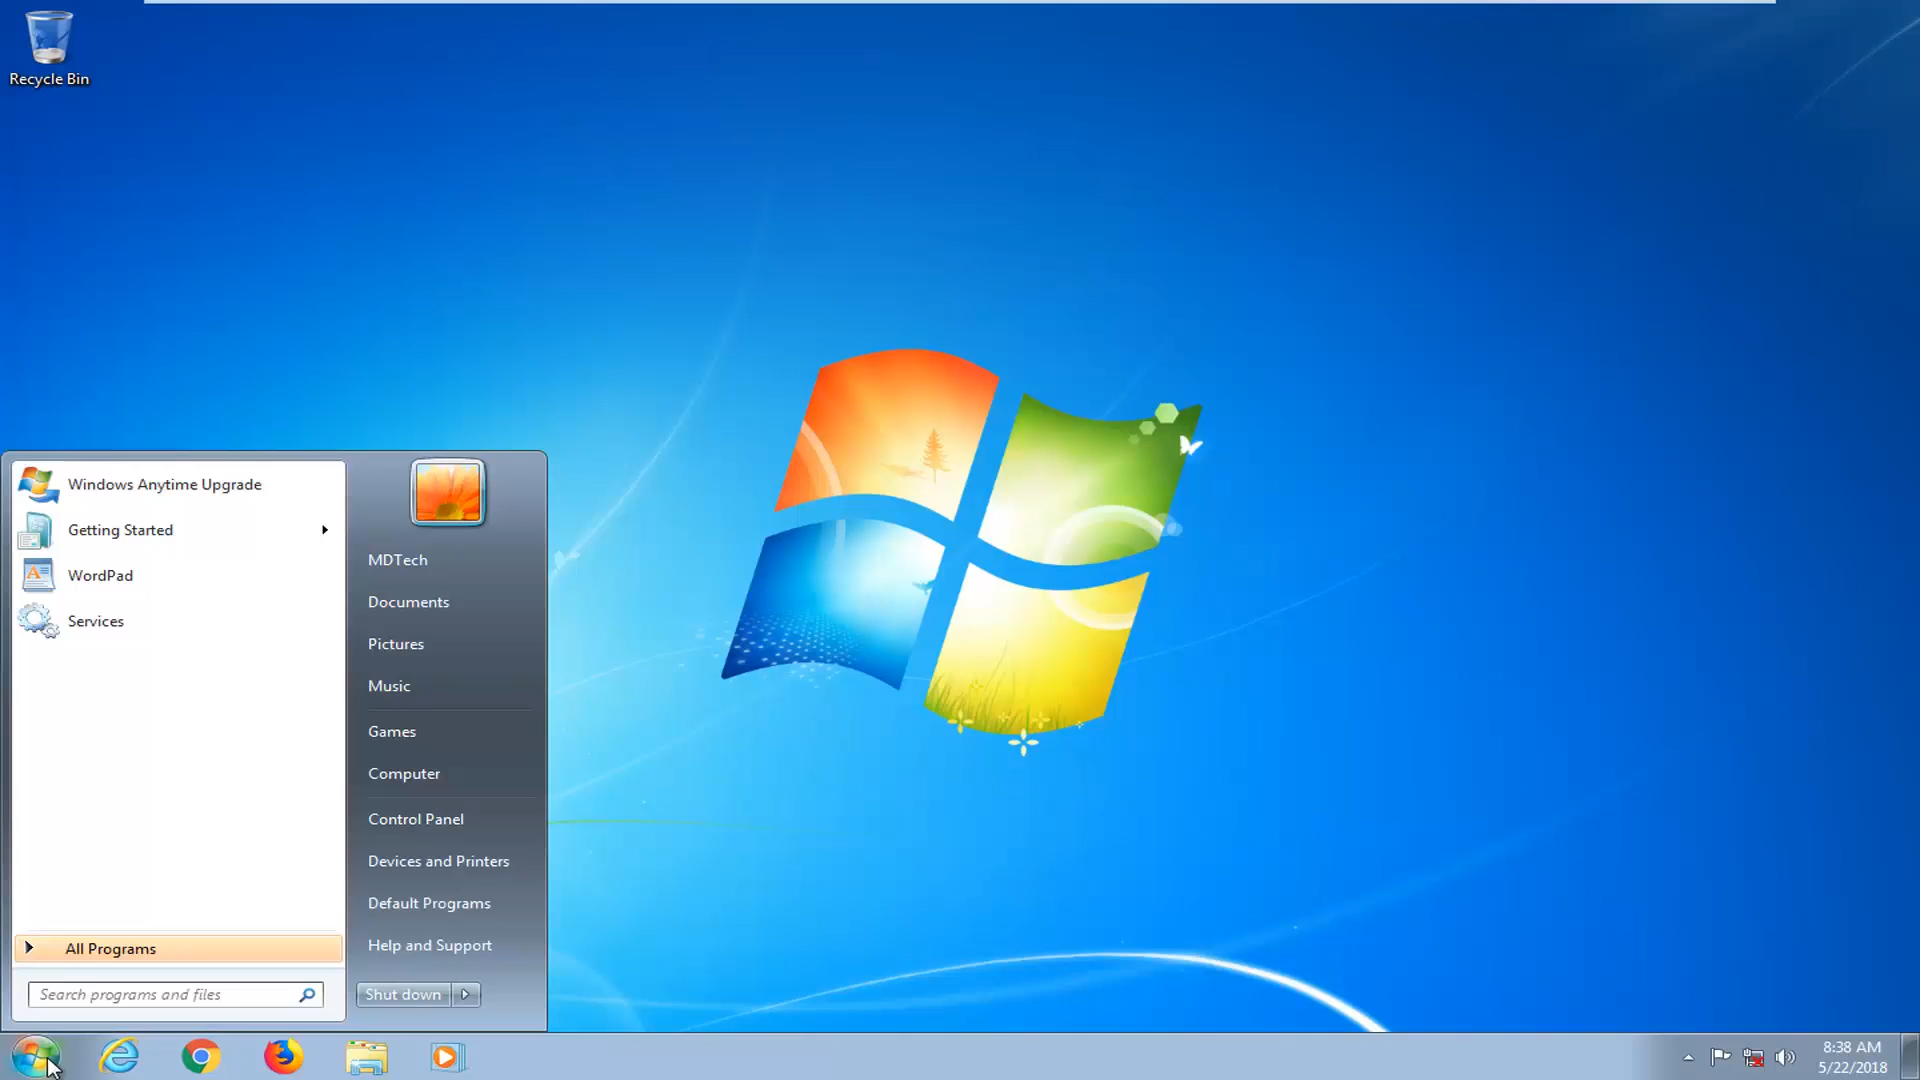 Recycle Bin
Windows Anytime Upgrade
Getting Started
WordPad
Services
All Programs
Search programs and files
MDTech
Documents
Pictures
Music
Games
Computer
Control Panel
Devices and Printers
Default Programs
Help and Support
Shut down
8:38 AM
5/22/2018